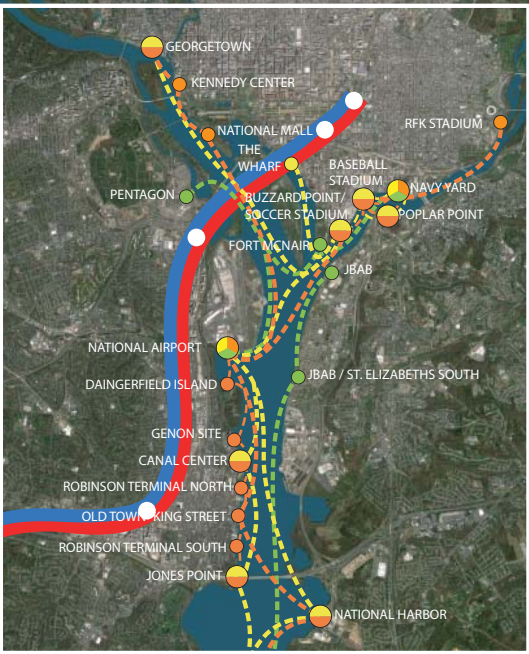 GEORGETOWN
KENNEDY CENTER
RFK STADIUM
NATIONAL MALL
THE
WHARF
BASEBALL
STADIUM
PENTAGON
NAVY YARD
BUZZARD POINT/
SOCCER STADIUM
POPLAR POINT
FORT MCNAIR
JBAB
NATIONAL AIRPORT
JBAB / ST. ELIZABETHS SOUTH
DAINGERFIELD ISLAND
GENON SITE
CANAL CENTER
ROBINSON TERMINAL NORTH
OLD TOWN-KING STREET
ROBINSON TERMINAL SOUTH
JONES POINT
NATIONAL HARBOR